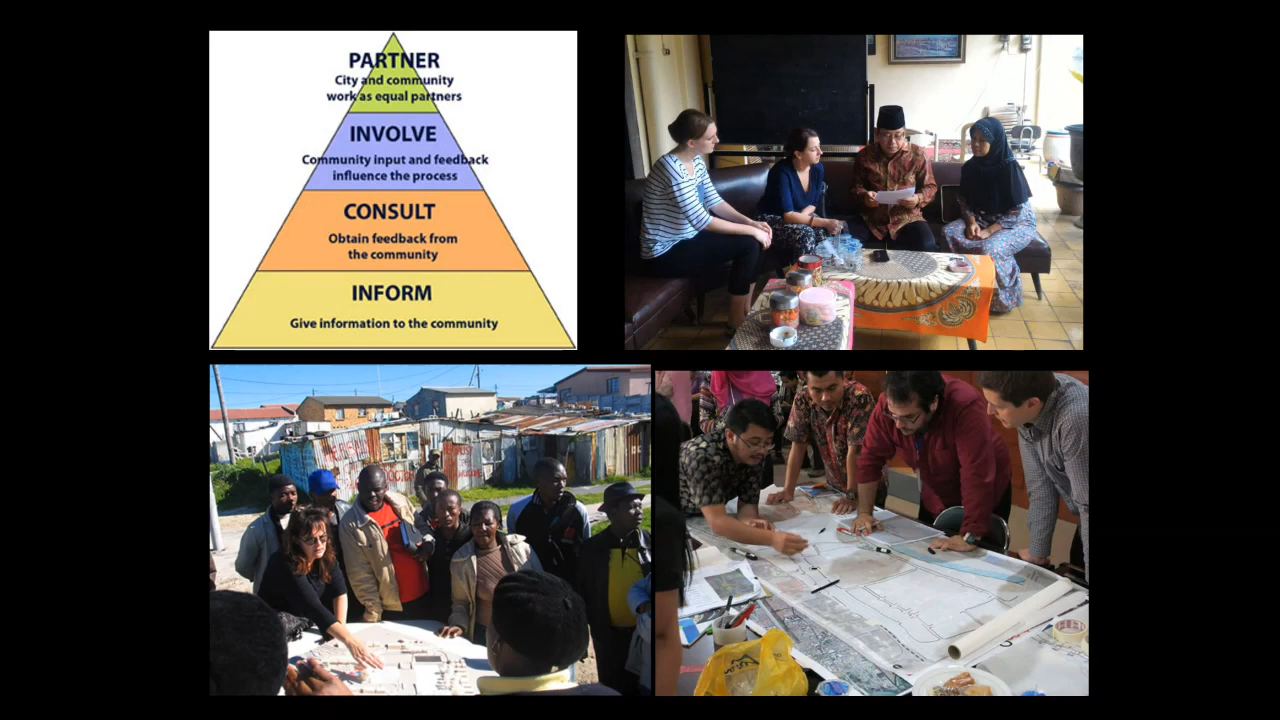 PARTNER
City and community
work as equal partners
INVOLVE
Community input and feedback
influence the process
CONSULT
Obtain feedback from
the community
INFORM
Give information to the community